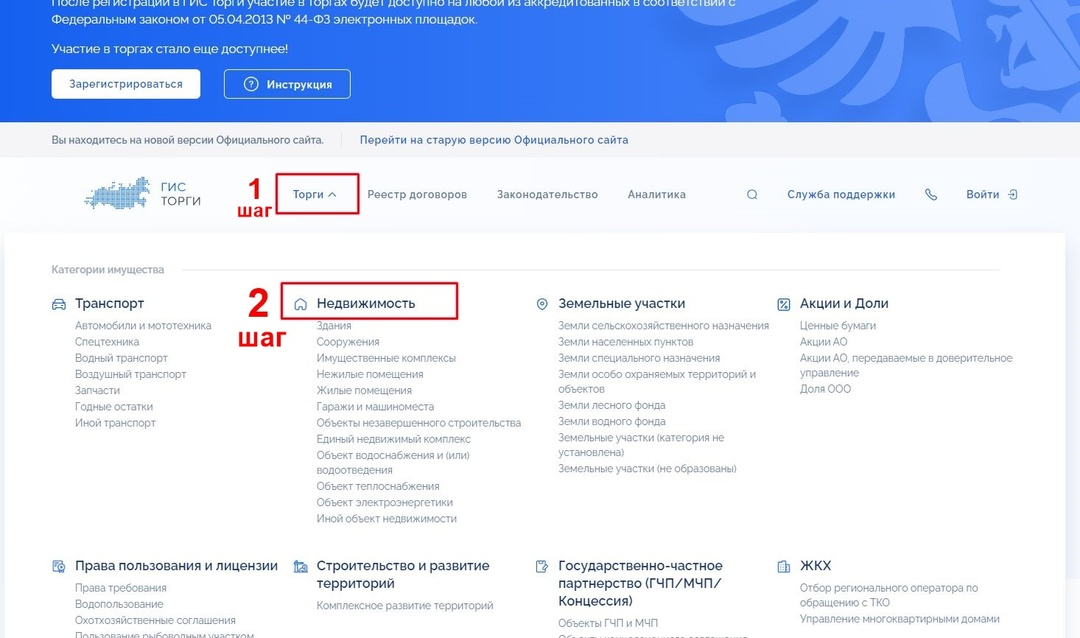 После регистрации в ГИС Торги участие в торгах будет доступно на любой из аккредитованных в соответствии с
Федеральным законом от 05.04.2013 № 44-ФЗ электронных площадок.
Участие в торгах стало еще доступнее!
Зарегистрироваться
? Инструкция
Вы находитесь на новой версии Официального сайта.
Перейти на старую версию Официального сайта
ГИС
ТОРГИ
1
шаг
Торги
Реестр договоров
Законодательство
Аналитика
Служба поддержки
Войти
Категории имущества
Транспорт
Автомобили и мототехника
Спецтехника
Водный транспорт
Воздушный транспорт
Запчасти
Годные остатки
Иной транспорт
2
шаг
Недвижимость
Здания
Сооружения
Имущественные комплексы
Нежилые помещения
Жилые помещения
Гаражи и машиноместа
Объекты незавершенного строительства
Единый недвижимый комплекс
Объект водоснабжения и (или)
водоотведения
Объект теплоснабжения
Объект электроэнергетики
Иной объект недвижимости
Земельные участки
Земли сельскохозяйственного назначения
Земли населенных пунктов
Земли специального назначения
Земли особо охраняемых территорий и
объектов
Земли лесного фонда
Земли водного фонда
Земельные участки (категория не
установлена)
Земельные участки (не образованы)
Акции и Доли
Ценные бумаги
Акции АО
Акции АО, передаваемые в доверительное
управление
Доля ООО
Права пользования и лицензии
Права требования
Водопользование
Охотхозяйственные соглашения
Пользование рыбоводным участком
Строительство и развитие
территорий
Комплексное развитие территорий
Государственно-частное
партнерство (ГЧП/МЧП/
Концессия)
Объекты ГЧП и МЧП
ЖКХ
Отбор регионального оператора по
обращению с ТКО
Управление многоквартирными домами